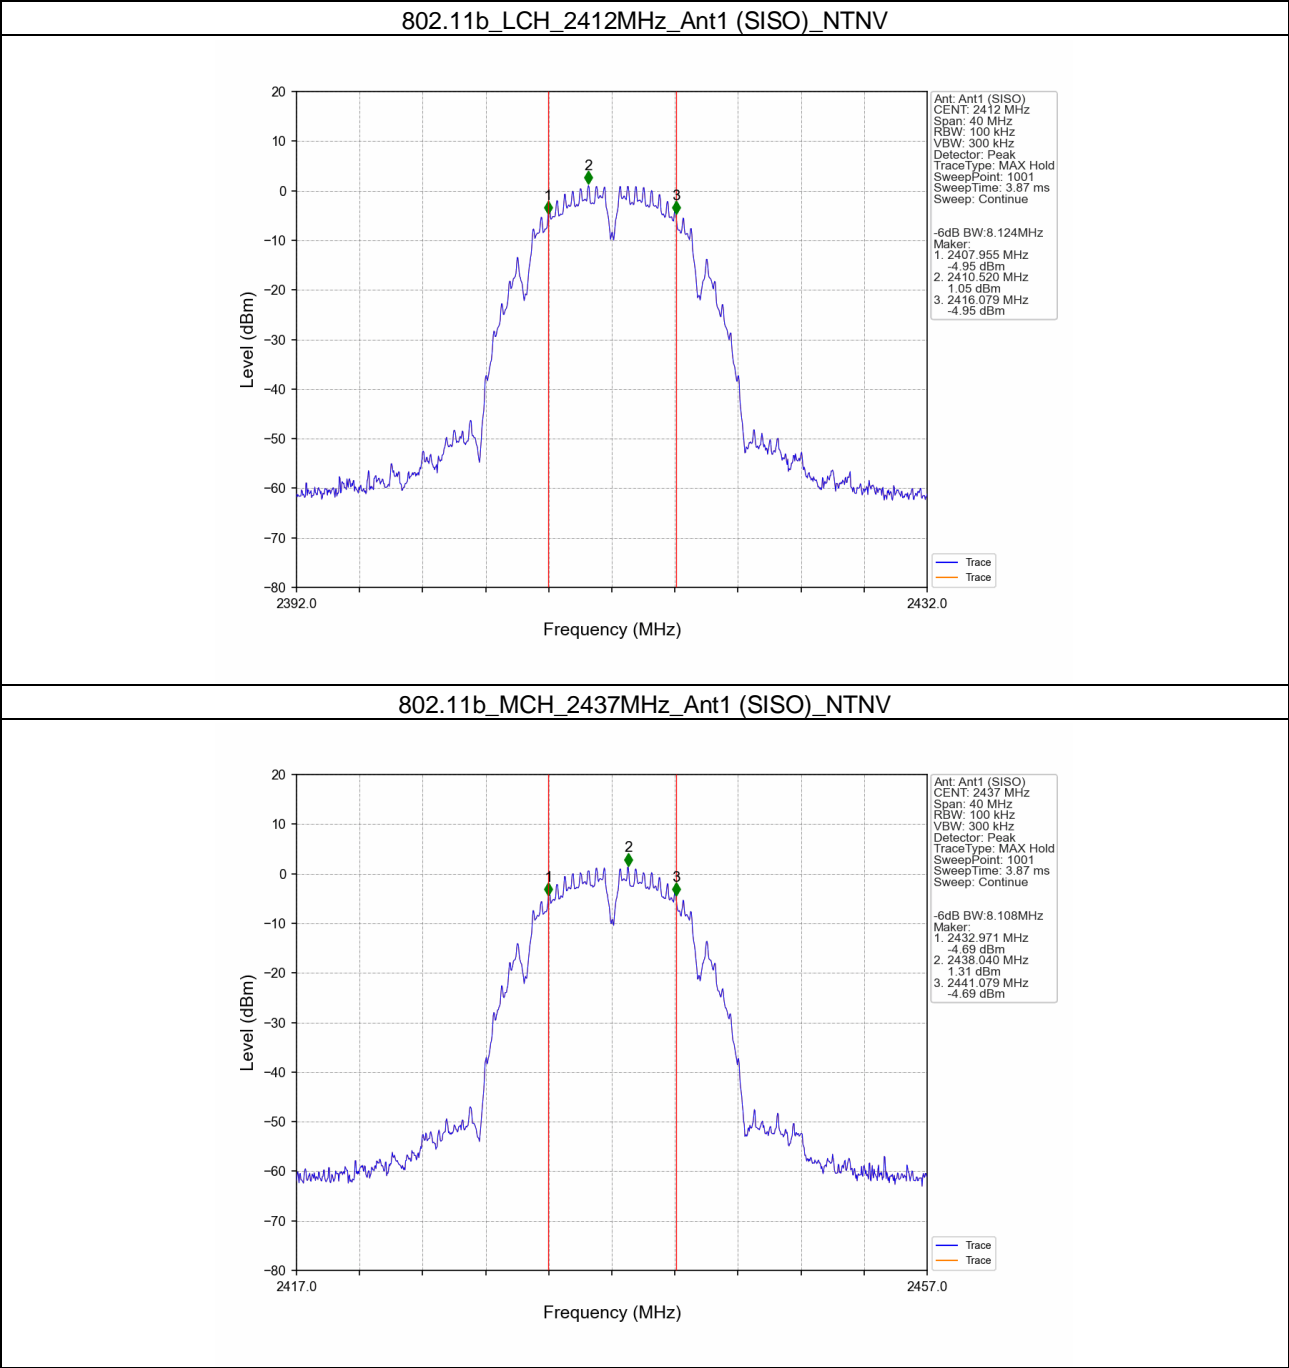 802.11b_LCH_2412MHz_Ant1 (SISO)_NTNV
20
10
0
−10
−20
−30
−40
−50
−60
−70
−80
Level (dBm)
1
2
3
2392.0
2432.0
Frequency (MHz)
Ant: Ant1 (SISO)
CENT: 2412 MHz
Span: 40 MHz
RBW: 100 kHz
VBW: 300 kHz
Detector: Peak
TraceType: MAX Hold
SweepPoint: 1001
SweepTime: 3.87 ms
Sweep: Continue
-6dB BW:8.124MHz
Maker:
1. 2407.955 MHz
-4.95 dBm
2. 2410.520 MHz
1.05 dBm
3. 2416.079 MHz
-4.95 dBm
Trace
Trace
802.11b_MCH_2437MHz_Ant1 (SISO)_NTNV
20
10
0
−10
−20
−30
−40
−50
−60
−70
−80
Level (dBm)
1
2
3
2417.0
2457.0
Frequency (MHz)
Ant: Ant1 (SISO)
CENT: 2437 MHz
Span: 40 MHz
RBW: 100 kHz
VBW: 300 kHz
Detector: Peak
TraceType: MAX Hold
SweepPoint: 1001
SweepTime: 3.87 ms
Sweep: Continue
-6dB BW:8.108MHz
Maker:
1. 2432.971 MHz
-4.69 dBm
2. 2438.040 MHz
1.31 dBm
3. 2441.079 MHz
-4.69 dBm
Trace
Trace